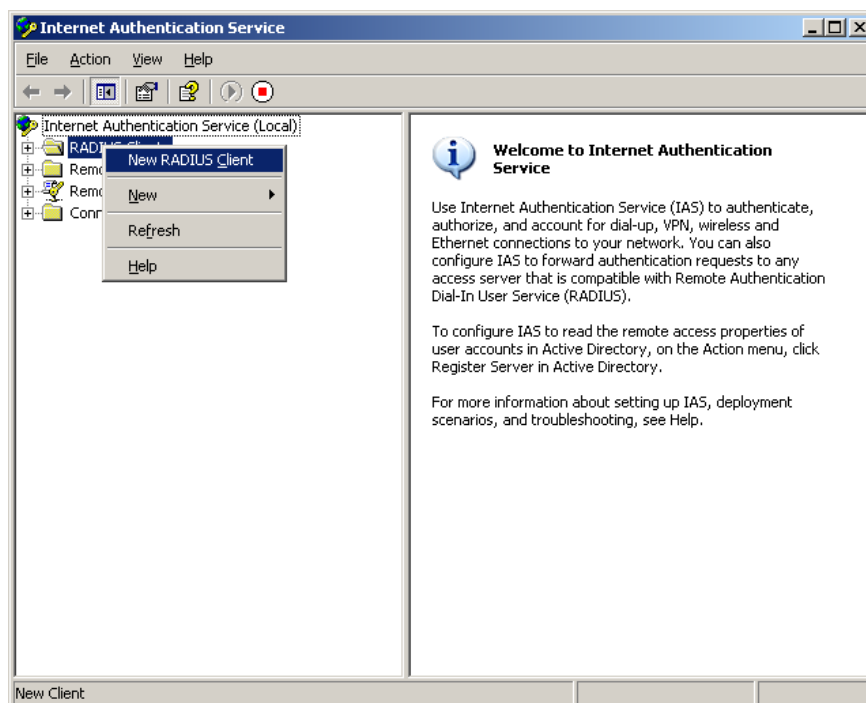 Internet Authentication Service
File Action View Help
Internet Authentication Service (Local)
New RADIUS Client
New
Refresh
Help
Welcome to Internet Authentication
Service
Use Internet Authentication Service (IAS) to authenticate,
authorize, and account for dial-up, VPN, wireless and
Ethernet connections to your network. You can also
configure IAS to forward authentication requests to any
access server that is compatible with Remote Authentication
Dial-In User Service (RADIUS).
To configure IAS to read the remote access properties of
user accounts in Active Directory, on the Action menu, click
Register Server in Active Directory.
For more information about setting up IAS, deployment
scenarios, and troubleshooting, see Help.
New Client